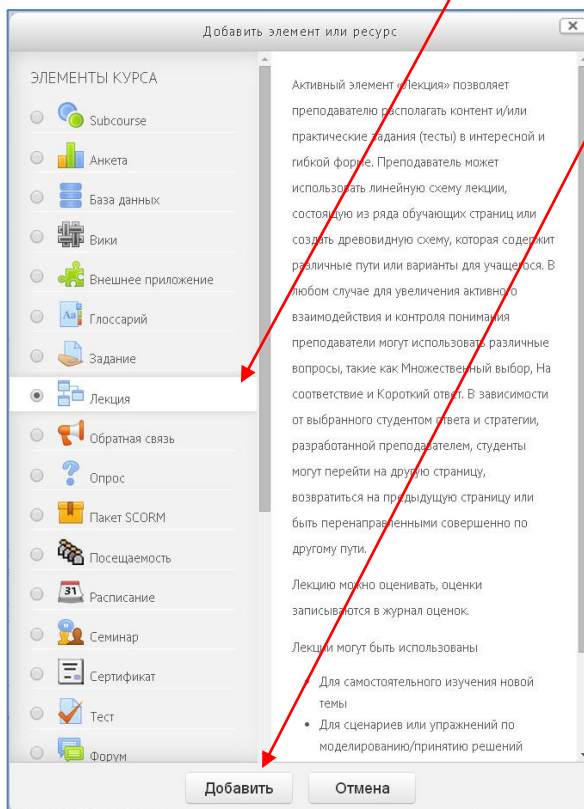 Добавить элемент или ресурс
ЭЛЕМЕНТЫ КУРСА
Subcourse
Анкета
База данных
Вики
Внешнее приложение
Глоссарий
Задание
Лекция
Обратная связь
Опрос
Пакет SCORM
Посещаемость
31
Расписание
Семинар
Сертификат
Тест
Форум
Активный элемент «Лекция» позволяет
преподавателю располагать контент и/или
практические задания (тесты) в интересной и
гибкой форме. Преподаватель может
использовать линейную схему лекции,
состоящую из ряда обучающих страниц или
создать древовидную схему, которая содержит
различные пути или варианты для учащегося. В
любом случае для увеличения активного
взаимодействия и контроля понимания
преподаватели могут использовать различные
вопросы, такие как Множественный выбор, На
соответствие и Короткий ответ. В зависимости
от выбранного студентом ответа и стратегии,
разработанной преподавателем, студенты
могут перейти на другую страницу,
возвратиться на предыдущую страницу или
быть перенаправленными совершенно по
другому пути.
Лекцию можно оценивать, оценки
записываются в журнал оценок.
Лекции могут быть использованы
Для самостоятельного изучения новой
темы
Для сценариев или упражнений по
моделированию/принятию решений
Добавить
Отмена